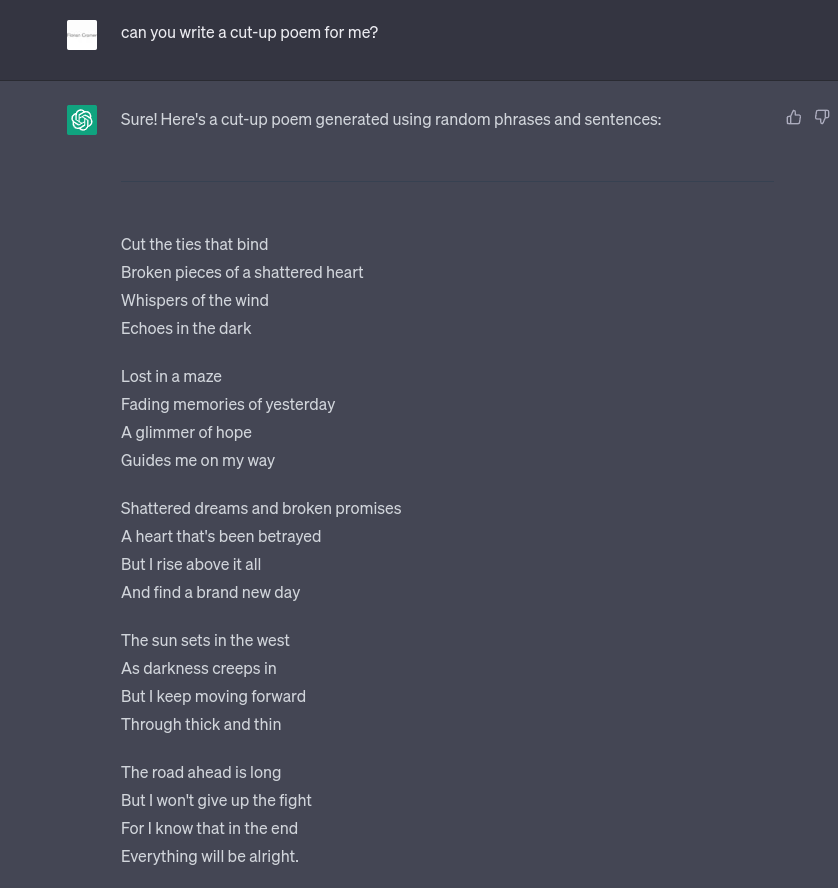 can you write a cut-up poem for me?
Sure! Here's a cut-up poem generated using random phrases and sentences:
Cut the ties that bind
Broken pieces of a shattered heart
Whispers of the wind
Echoes in the dark
Lost in a maze
Fading memories of yesterday
A glimmer of hope
Guides me on my way
Shattered dreams and broken promises
A heart that's been betrayed
But I rise above it all
And find a brand new day
The sun sets in the west
As darkness creeps in
But I keep moving forward
Through thick and thin
The road ahead is long
But I won't give up the fight
For I know that in the end
Everything will be alright.